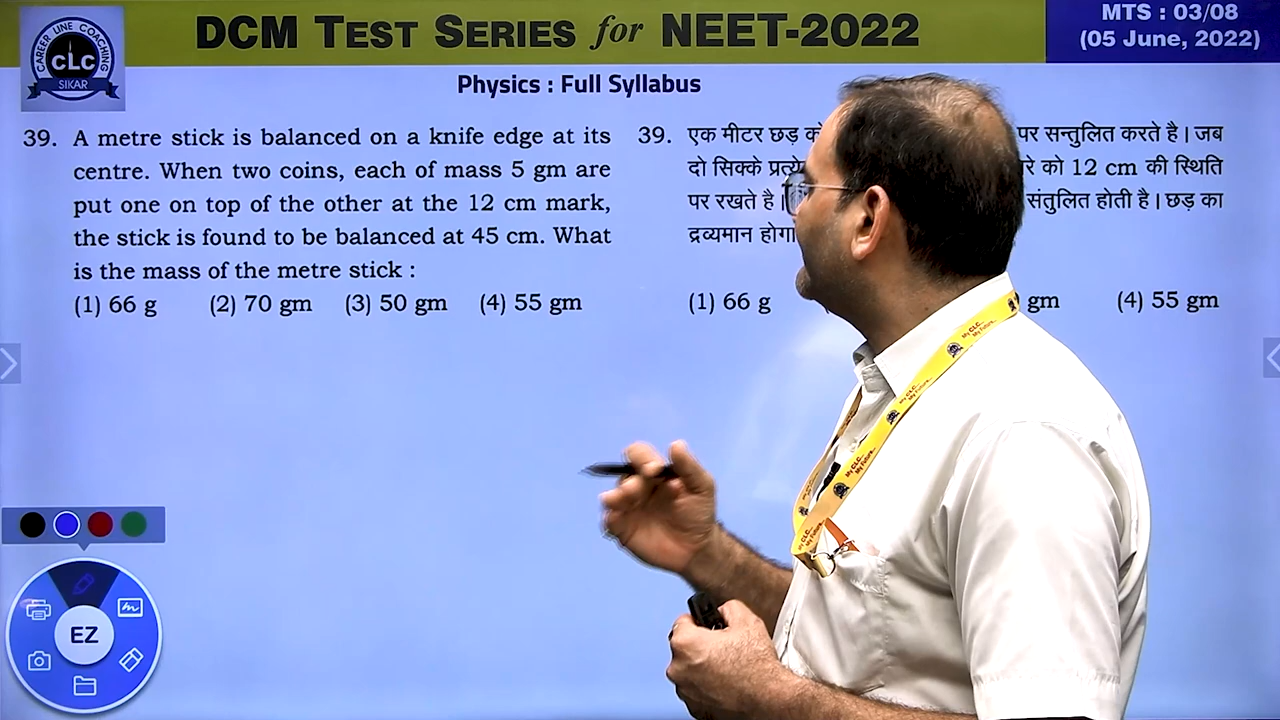 DCM TEST SERIES for NEET-2022
MTS : 03/08
(05 June, 2022)
CAREER LINE COACHING
CLC
SIKAR
Physics : Full Syllabus
39. A metre stick is balanced on a knife edge at its
centre. When two coins, each of mass 5 gm are
put one on top of the other at the 12 cm mark,
the stick is found to be balanced at 45 cm. What
is the mass of the metre stick :
(1) 66 g (2) 70 gm (3) 50 gm (4) 55 gm
39. एक मीटर छड़ को पर सन्तुलित करते है। जब
दो सिक्के को 12 cm की स्थिति
पर रखते है। संतुलित होती है। छड़ का
द्रव्यमान होगा
(1) 66 g gm (4) 55 gm
My CLC...
My Future...
EZ